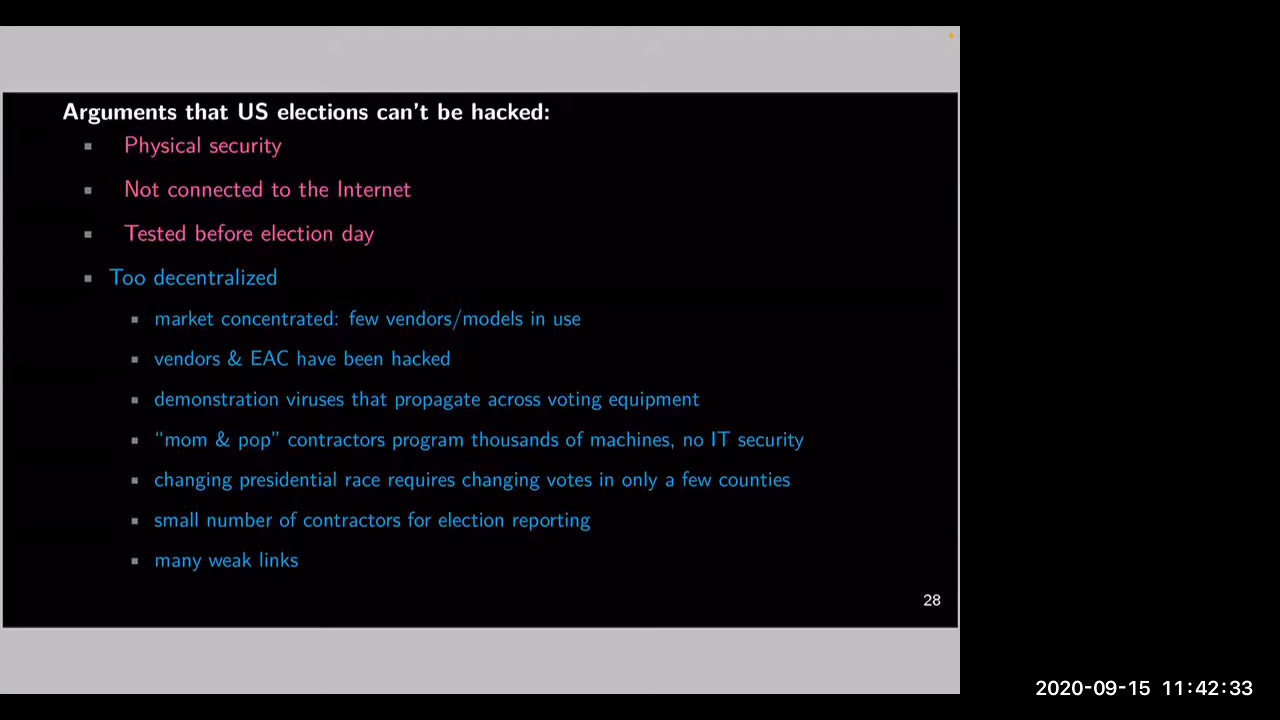 Arguments that US elections can't be hacked:
Physical security
Not connected to the Internet
Tested before election day
Too decentralized
market concentrated: few vendors/models in use
vendors & EAC have been hacked
demonstration viruses that propagate across voting equipment
“mom & pop” contractors program thousands of machines, no IT security
changing presidential race requires changing votes in only a few counties
small number of contractors for election reporting
many weak links
28
2020-09-15 11:42:33